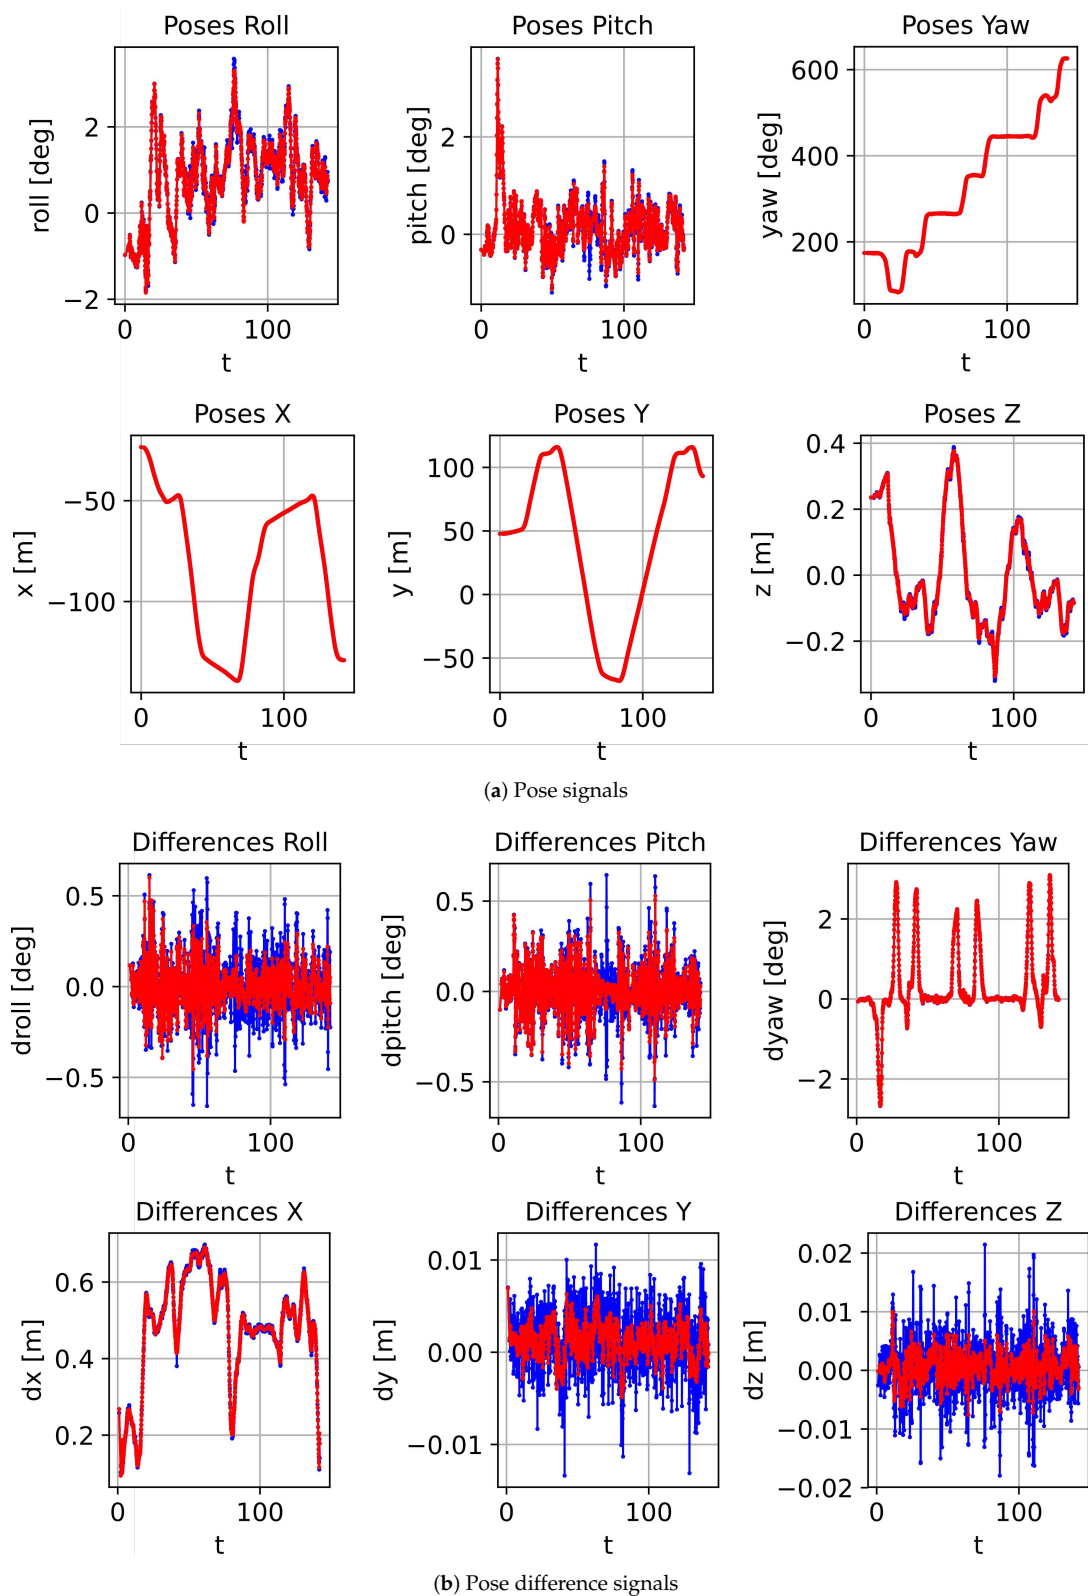 Poses Roll Poses Pitch Poses Yaw
roll [deg] 2 0 −2 0 100 t
pitch [deg] 2 0 0 100 t
yaw [deg] 600 400 200 0 100 t
Poses X Poses Y Poses Z
x [m] −50 −100 0 100 t
y [m] 100 50 0 −50 0 100 t
z [m] 0.4 0.2 0.0 −0.2 0 100 t
(a) Pose signals
Differences Roll Differences Pitch Differences Yaw
droll [deg] 0.5 0.0 −0.5 0 100 t
dpitch [deg] 0.5 0.0 −0.5 0 100 t
dyaw [deg] 2 0 −2 0 100 t
Differences X Differences Y Differences Z
dx [m] 0.6 0.4 0.2 0 100 t
dy [m] 0.01 0.00 −0.01 0 100 t
dz [m] 0.02 0.01 0.00 −0.01 −0.02 0 100 t
(b) Pose difference signals